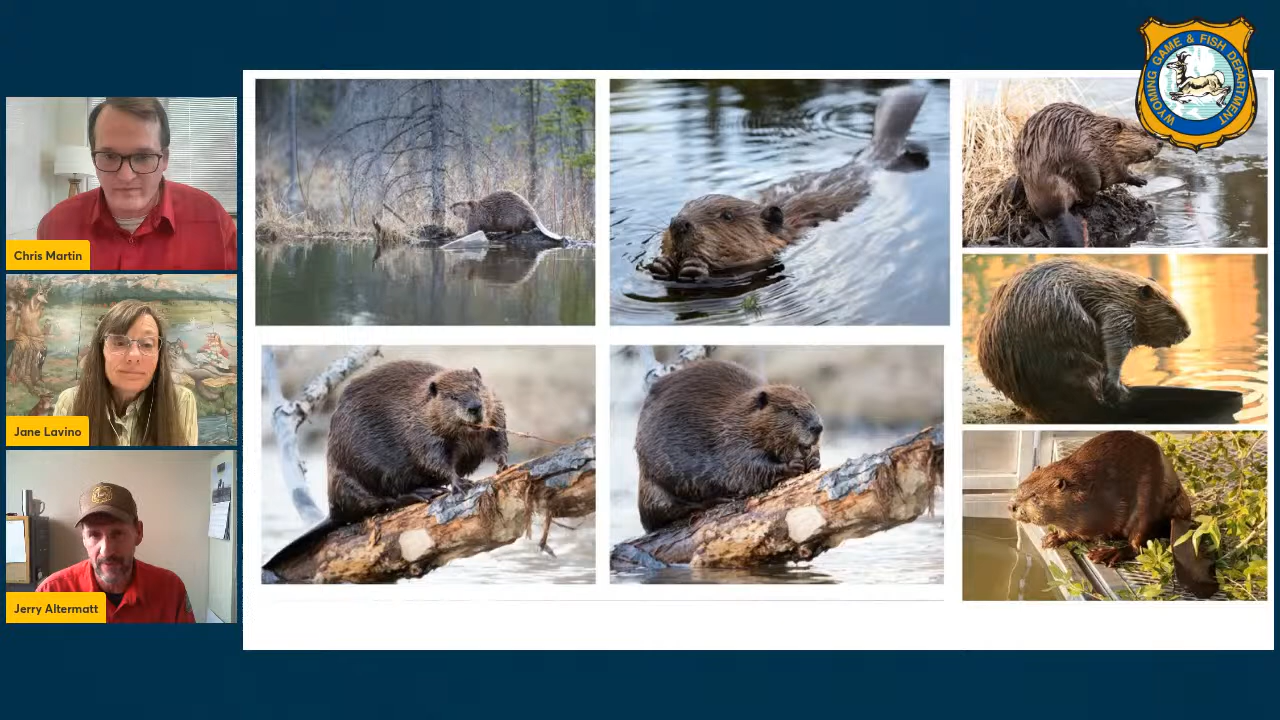 WYOMING GAME & FISH DEPARTMENT
Chris Martin
Jane Lavino
Jerry Altermatt